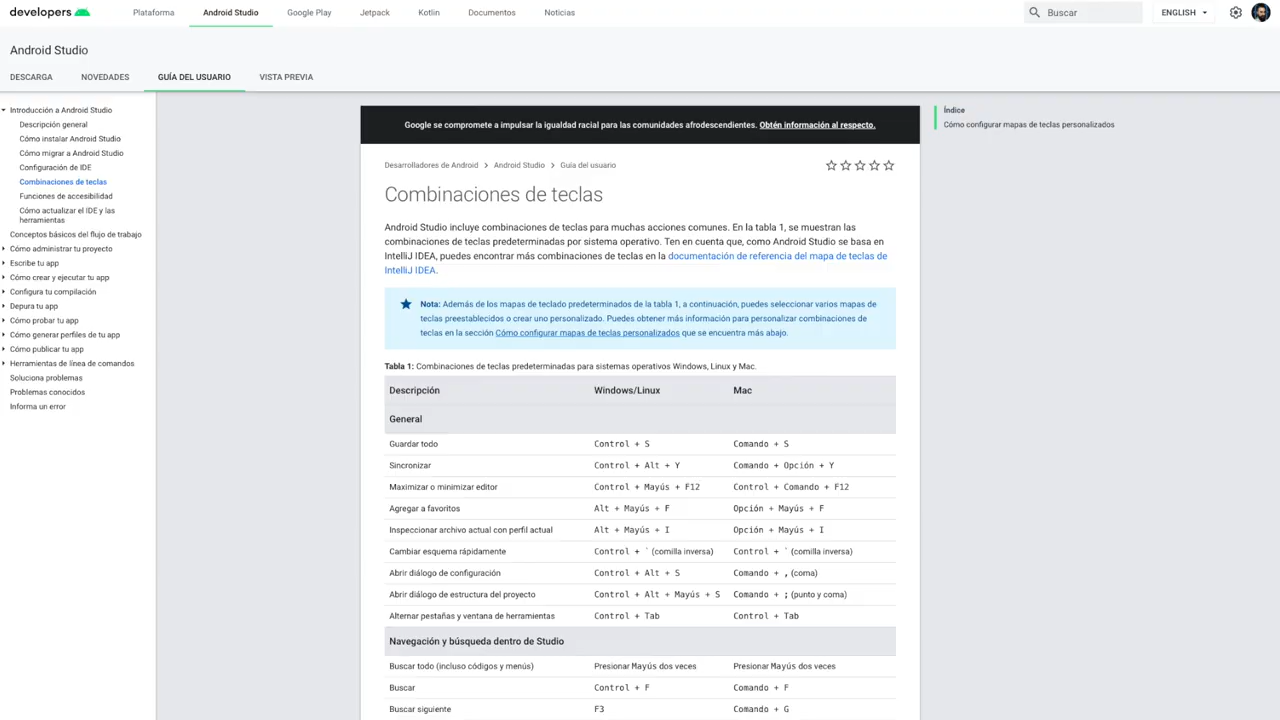 developers
Plataforma
Android Studio
Google Play
Jetpack
Kotlin
Documentos
Noticias
Buscar
ENGLISH
Android Studio
DESCARGA
NOVEDADES
GUÍA DEL USUARIO
VISTA PREVIA
Introducción a Android Studio
Descripción general
Cómo instalar Android Studio
Cómo migrar a Android Studio
Configuración de IDE
Combinaciones de teclas
Funciones de accesibilidad
Cómo actualizar el IDE y las
herramientas
Conceptos básicos del flujo de trabajo
Cómo administrar tu proyecto
Escribe tu app
Cómo crear y ejecutar tu app
Configura tu compilación
Depura tu app
Cómo probar tu app
Cómo generar perfiles de tu app
Cómo publicar tu app
Herramientas de línea de comandos
Soluciona problemas
Problemas conocidos
Informa un error
Google se compromete a impulsar la igualdad racial para las comunidades afrodescendientes. Obtén información al respecto.
Desarrolladores de Android > Android Studio > Guía del usuario
Combinaciones de teclas
Android Studio incluye combinaciones de teclas para muchas acciones comunes. En la tabla 1, se muestran las
combinaciones de teclas predeterminadas por sistema operativo. Ten en cuenta que, como Android Studio se basa en
IntelliJ IDEA, puedes encontrar más combinaciones de teclas en la documentación de referencia del mapa de teclas de
IntelliJ IDEA.
Nota: Además de los mapas de teclado predeterminados de la tabla 1, a continuación, puedes seleccionar varios mapas de
teclas preestablecidos o crear uno personalizado. Puedes obtener más información para personalizar combinaciones de
teclas en la sección Cómo configurar mapas de teclas personalizados que se encuentra más abajo.
Tabla 1: Combinaciones de teclas predeterminadas para sistemas operativos Windows, Linux y Mac.
Descripción Windows/Linux Mac
General
Guardar todo Control + S Comando + S
Sincronizar Control + Alt + Y Comando + Opción + Y
Maximizar o minimizar editor Control + Mayús + F12 Control + Comando + F12
Agregar a favoritos Alt + Mayús + F Opción + Mayús + F
Inspeccionar archivo actual con perfil actual Alt + Mayús + I Opción + Mayús + I
Cambiar esquema rápidamente Control + ` (comilla inversa) Control + ` (comilla inversa)
Abrir diálogo de configuración Control + Alt + S Comando + , (coma)
Abrir diálogo de estructura del proyecto Control + Alt + Mayús + S Comando + ; (punto y coma)
Alternar pestañas y ventana de herramientas Control + Tab Control + Tab
Navegación y búsqueda dentro de Studio
Buscar todo (incluso códigos y menús) Presionar Mayús dos veces Presionar Mayús dos veces
Buscar Control + F Comando + F
Buscar siguiente F3 Comando + G
Índice
Cómo configurar mapas de teclas personalizados